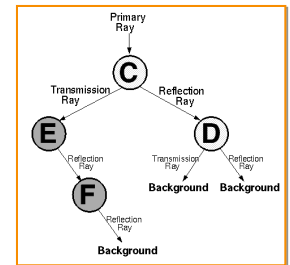 Primary
Ray
C
Transmission
Ray
Reflection
Ray
E
D
Reflection
Ray
Transmission
Ray
Reflection
Ray
F
Background
Background
Reflection
Ray
Background